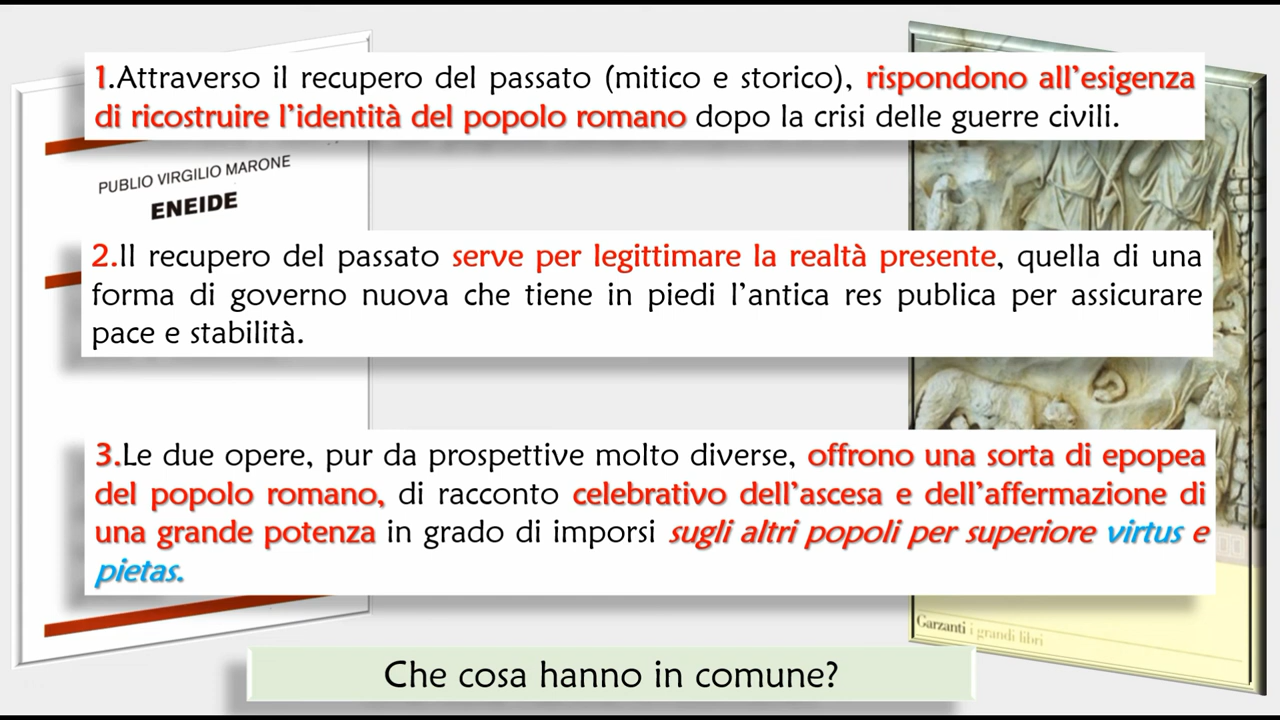 1.Attraverso il recupero del passato (mitico e storico), rispondono all'esigenza
di ricostruire l'identità del popolo romano dopo la crisi delle guerre civili.
PUBLIO VIRGILIO MARONE
ENEIDE
2.Il recupero del passato serve per legittimare la realtà presente, quella di una
forma di governo nuova che tiene in piedi l'antica res publica per assicurare
pace e stabilità.
3.Le due opere, pur da prospettive molto diverse, offrono una sorta di epopea
del popolo romano, di racconto celebrativo dell'ascesa e dell'affermazione di
una grande potenza in grado di imporsi sugli altri popoli per superiore virtus e
pietas.
Garzanti i grandi libri
Che cosa hanno in comune?